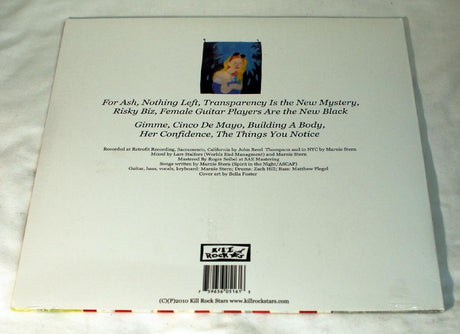 For Ash, Nothing Left, Transparency Is the New Mystery,
Risky Biz, Female Guitar Players Are the New Black
Gimme, Cinco De Mayo, Building A Body,
Her Confidence, The Things You Notice
Recorded at Retrofit Recording, Sacramento, California by John Reed Thompson and in NYC by Marnie Stern
Mixed by Lars Stalfors (Worlds End Management) and Marnie Stern
Mastered By Roger Seibel at SAE Mastering
Songs written by Marnie Stern (Spirit in the Night/ASCAP)
Guitar, bass, vocals, keyboard: Marnie Stern; Drums: Zach Hill; Bass: Matthew Flegel
Cover art by Bella Foster
KILL
ROCK STARS
7 59656 05161 3
(C)(P)2010 Kill Rock Stars www.killrockstars.com